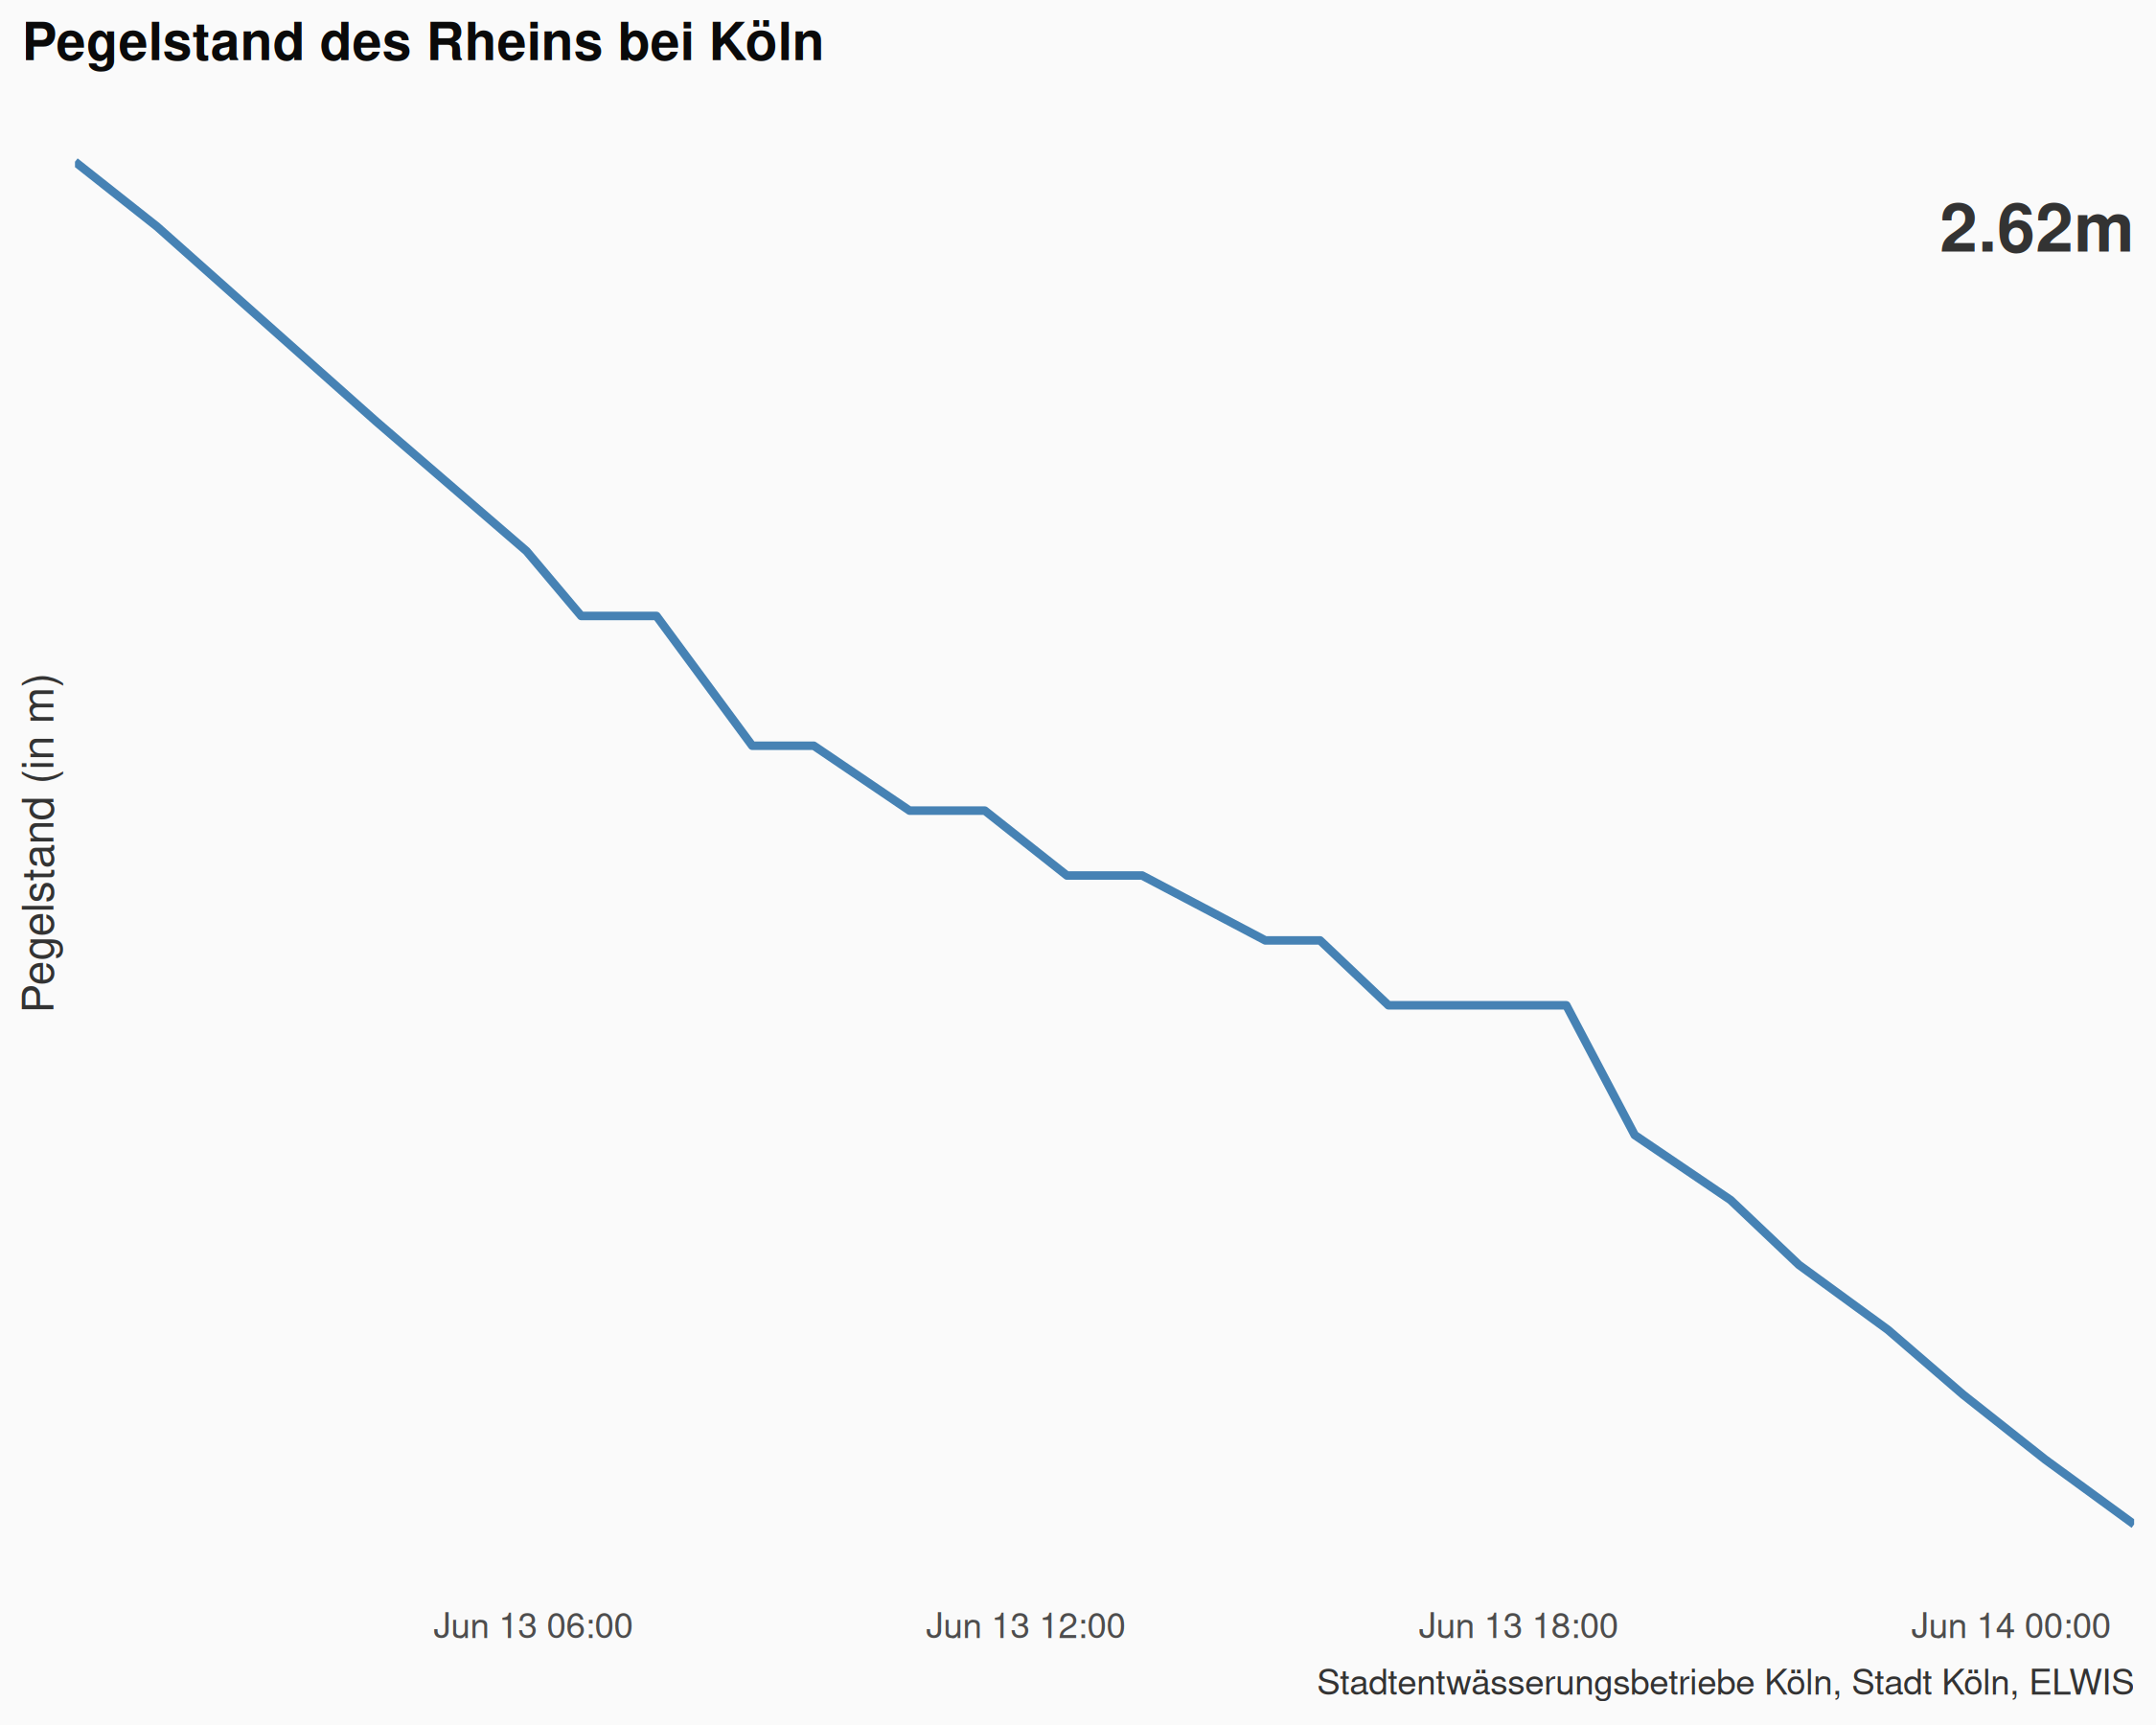 Pegelstand des Rheins bei Köln
2.62m
Pegelstand (in m)
Jun 13 06:00 Jun 13 12:00 Jun 13 18:00 Jun 14 00:00
Stadtentwässerungsbetriebe Köln, Stadt Köln, ELWIS